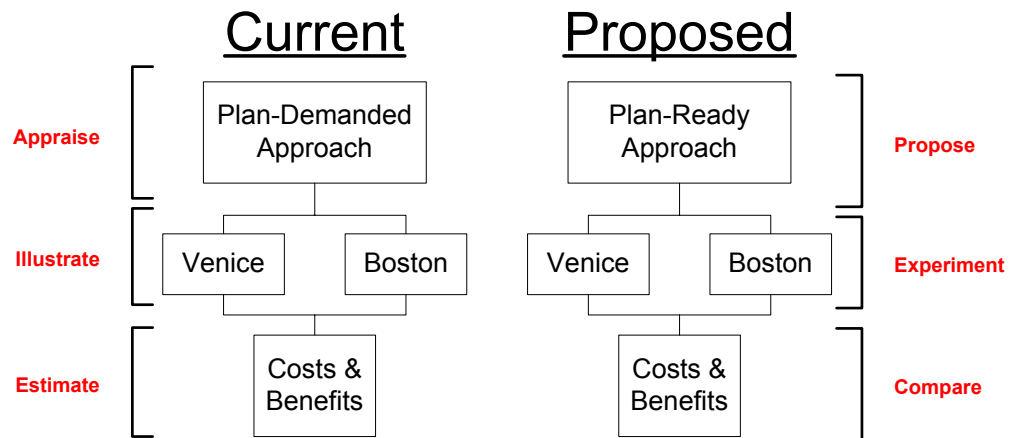 Current
Proposed
Appraise
Plan-Demanded
Approach
Plan-Ready
Approach
Propose
Illustrate
Venice
Boston
Venice
Boston
Experiment
Estimate
Costs &
Benefits
Costs &
Benefits
Compare